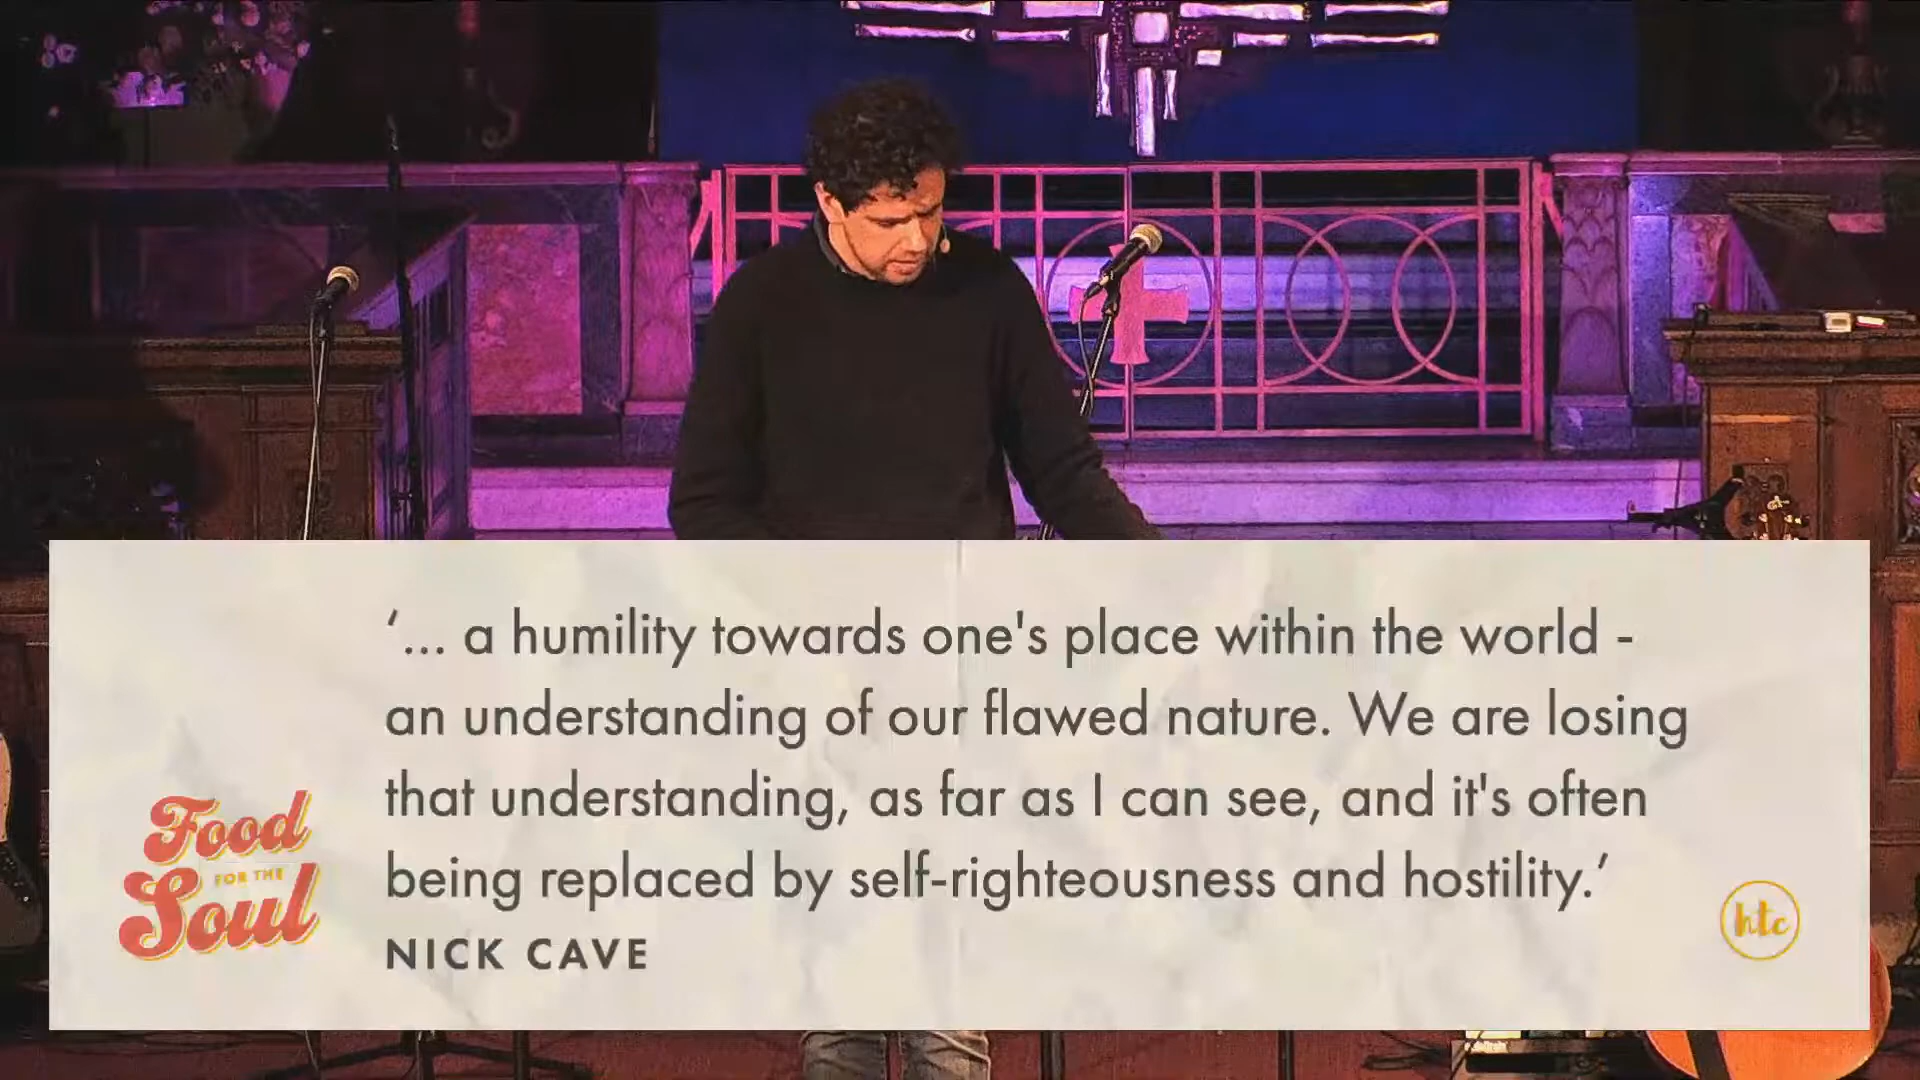 ‘... a humility towards one's place within the world -
an understanding of our flawed nature. We are losing
that understanding, as far as I can see, and it's often
being replaced by self-righteousness and hostility.’
NICK CAVE
Food
FOR THE
Soul
htc